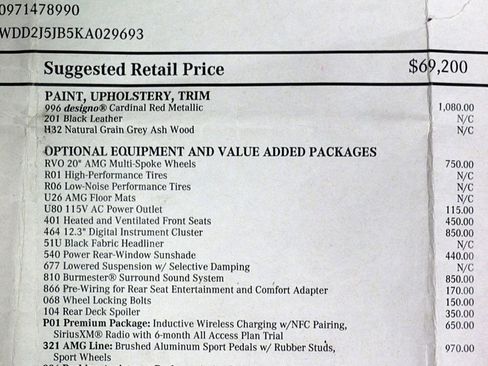 0971478990
WDD2J5JB5KA029693
Suggested Retail Price $69,200
PAINT, UPHOLSTERY, TRIM
996 designo® Cardinal Red Metallic 1,080.00
201 Black Leather N/C
H32 Natural Grain Grey Ash Wood N/C
OPTIONAL EQUIPMENT AND VALUE ADDED PACKAGES
RVO 20" AMG Multi-Spoke Wheels 750.00
R01 High-Performance Tires N/C
R06 Low-Noise Performance Tires N/C
U26 AMG Floor Mats N/C
U80 115V AC Power Outlet 115.00
401 Heated and Ventilated Front Seats 450.00
464 12.3" Digital Instrument Cluster 850.00
51U Black Fabric Headliner N/C
540 Power Rear-Window Sunshade 440.00
677 Lowered Suspension w/ Selective Damping N/C
810 Burmester® Surround Sound System 850.00
866 Pre-Wiring for Rear Seat Entertainment and Comfort Adapter 170.00
068 Wheel Locking Bolts 150.00
104 Rear Deck Spoiler 350.00
P01 Premium Package: Inductive Wireless Charging w/NFC Pairing, 650.00
SiriusXM® Radio with 6-month All Access Plan Trial
321 AMG Line: Brushed Aluminum Sport Pedals w/ Rubber Studs, 970.00
Sport Wheels